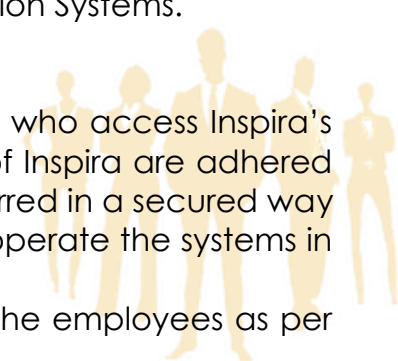 ion Systems.
who access Inspira's
of Inspira are adhered
rred in a secured way
operate the systems in
he employees as per